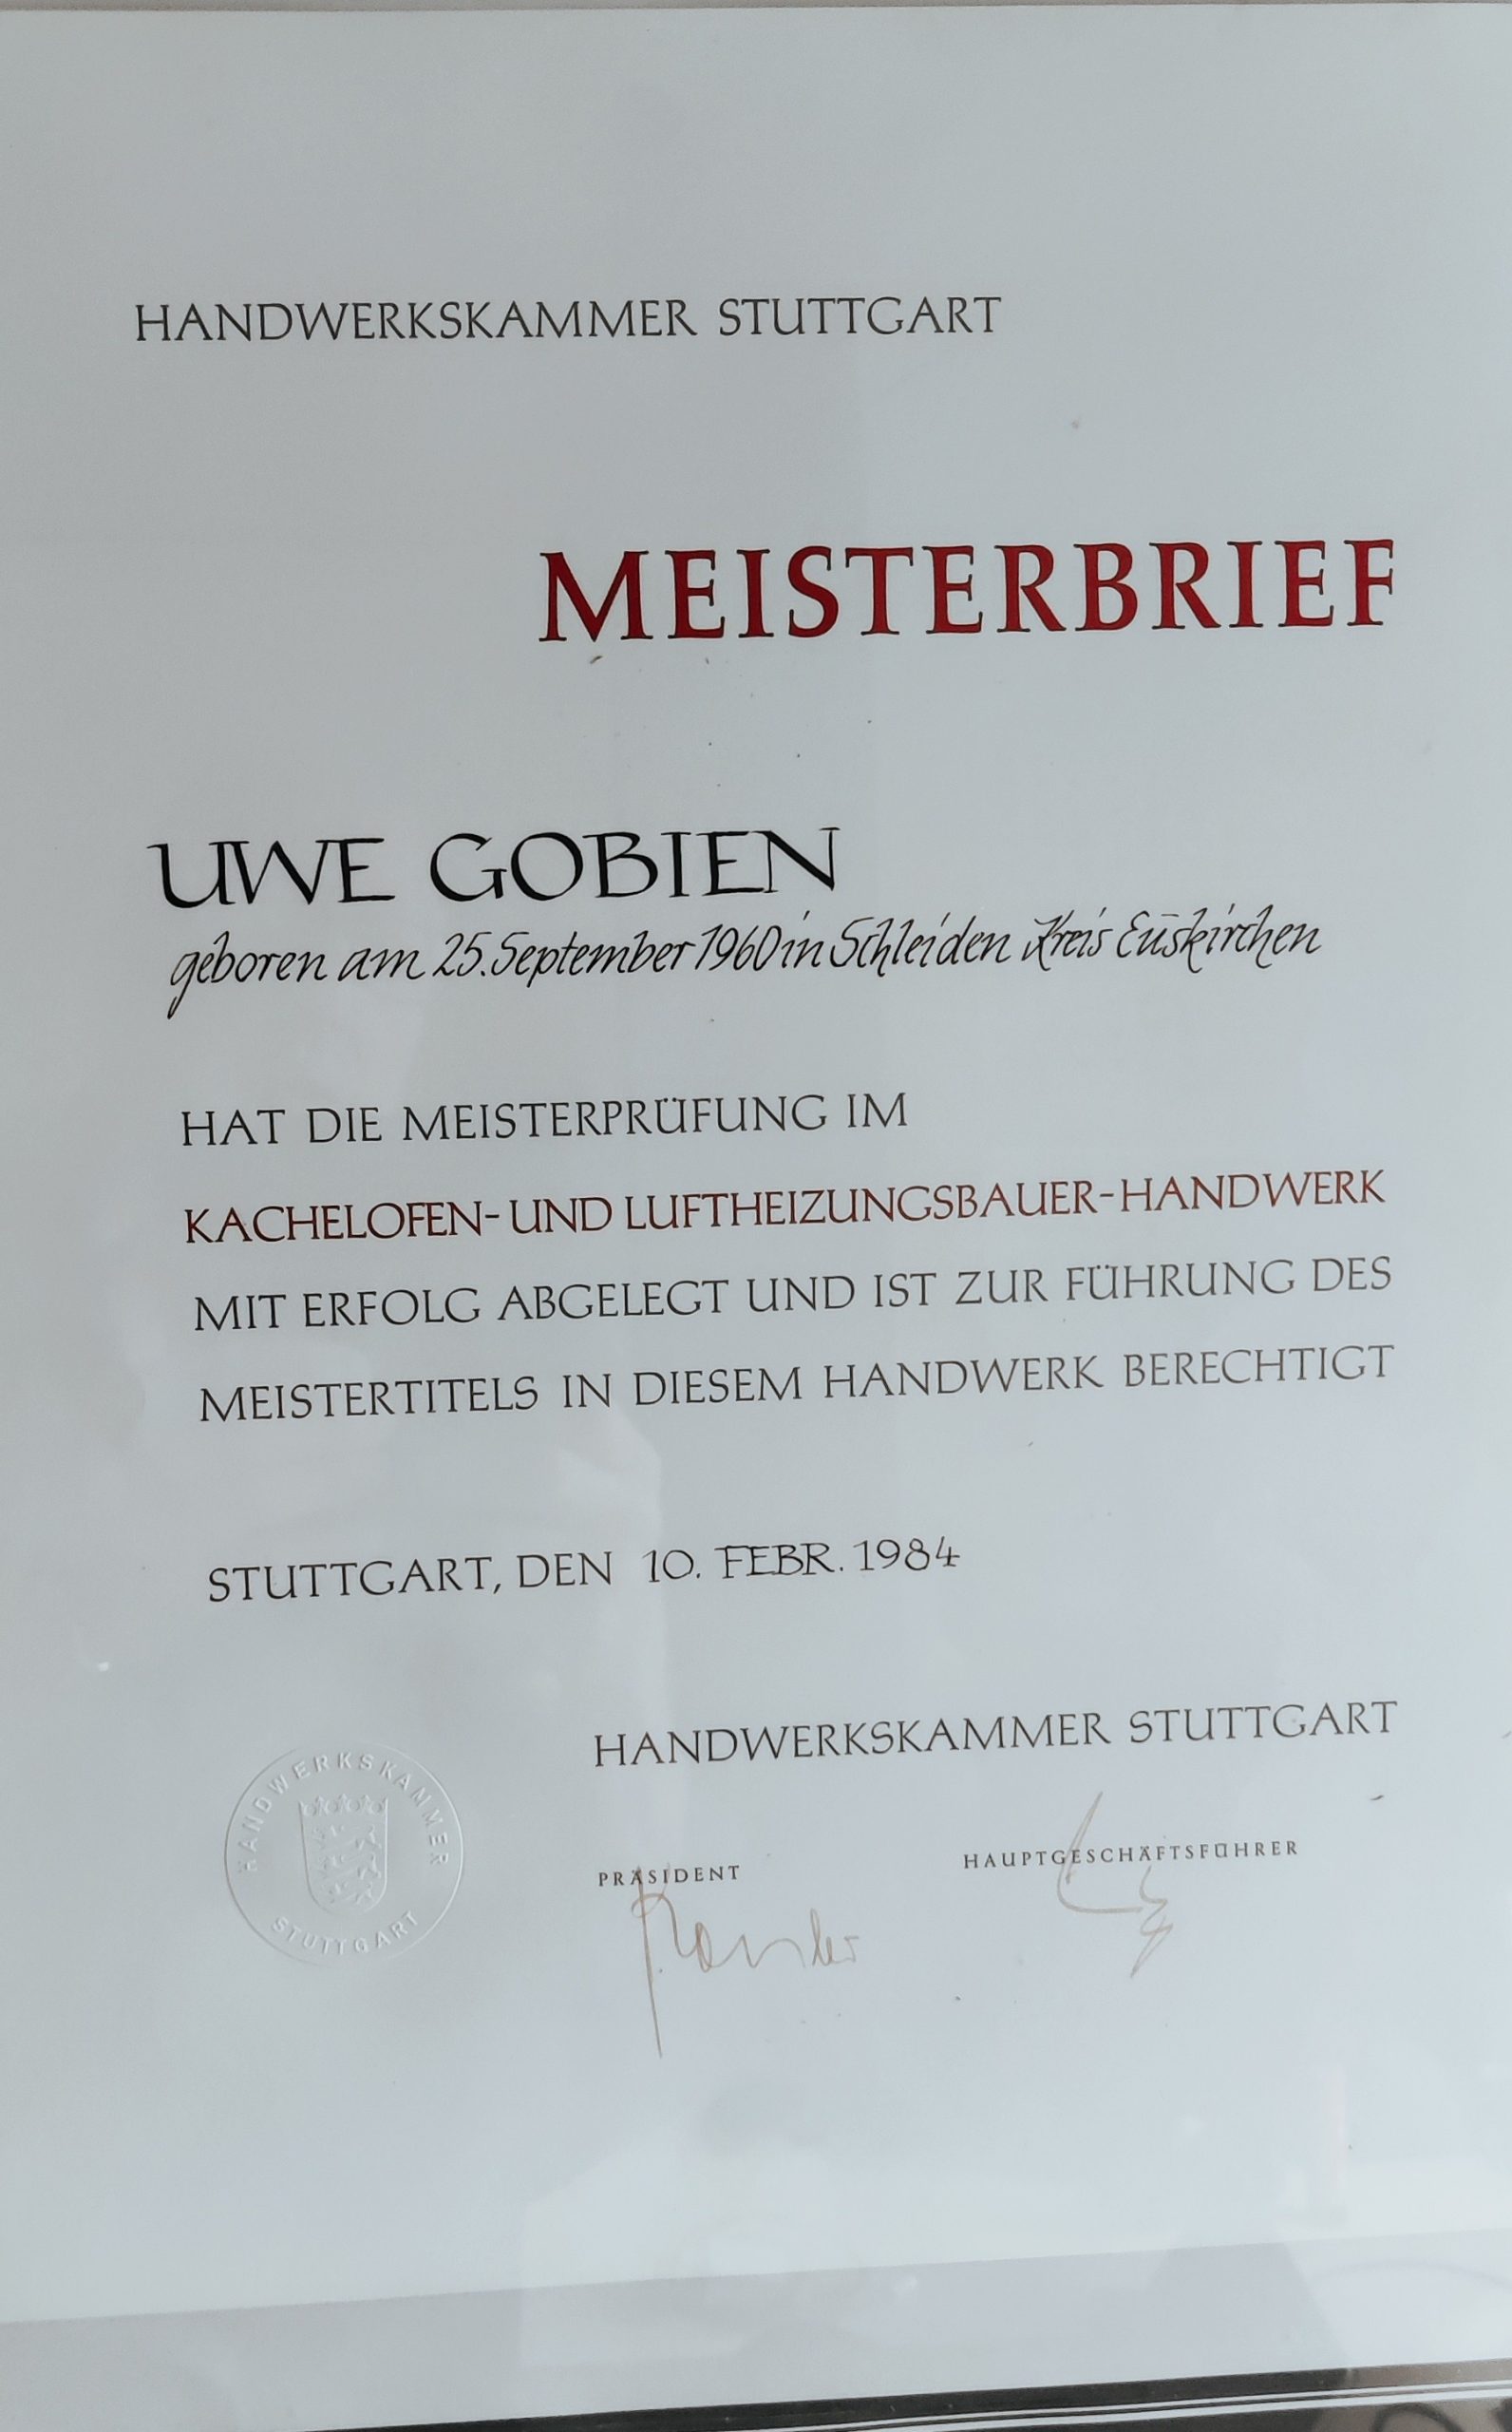 HANDWERKSKAMMER STUTTGART
MEISTERBRIEF
UWE GOBIEN
geboren am 25. September 1960 in Schleiden Kreis Euskirchen
HAT DIE MEISTERPRÜFUNG IM
KACHELOFEN- UND LUFTHEIZUNGSBAUER-HANDWERK
MIT ERFOLG ABGELEGT UND IST ZUR FÜHRUNG DES
MEISTERTITELS IN DIESEM HANDWERK BERECHTIGT
STUTTGART, DEN 10. FEBR. 1984
HANDWERKSKAMMER STUTTGART
PRÄSIDENT
HAUPTGESCHÄFTSFÜHRER
HANDWERKSKAMMER
STUTTGART